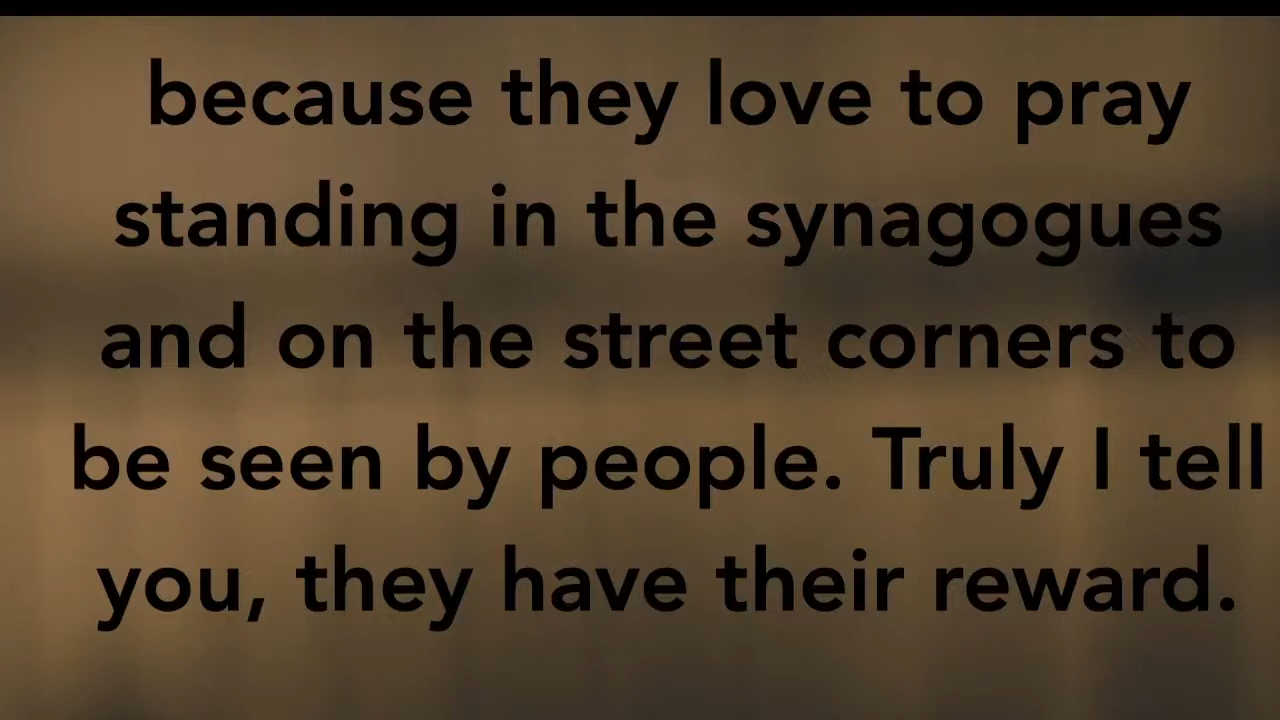 because they love to pray
standing in the synagogues
and on the street corners to
be seen by people. Truly I tell
you, they have their reward.